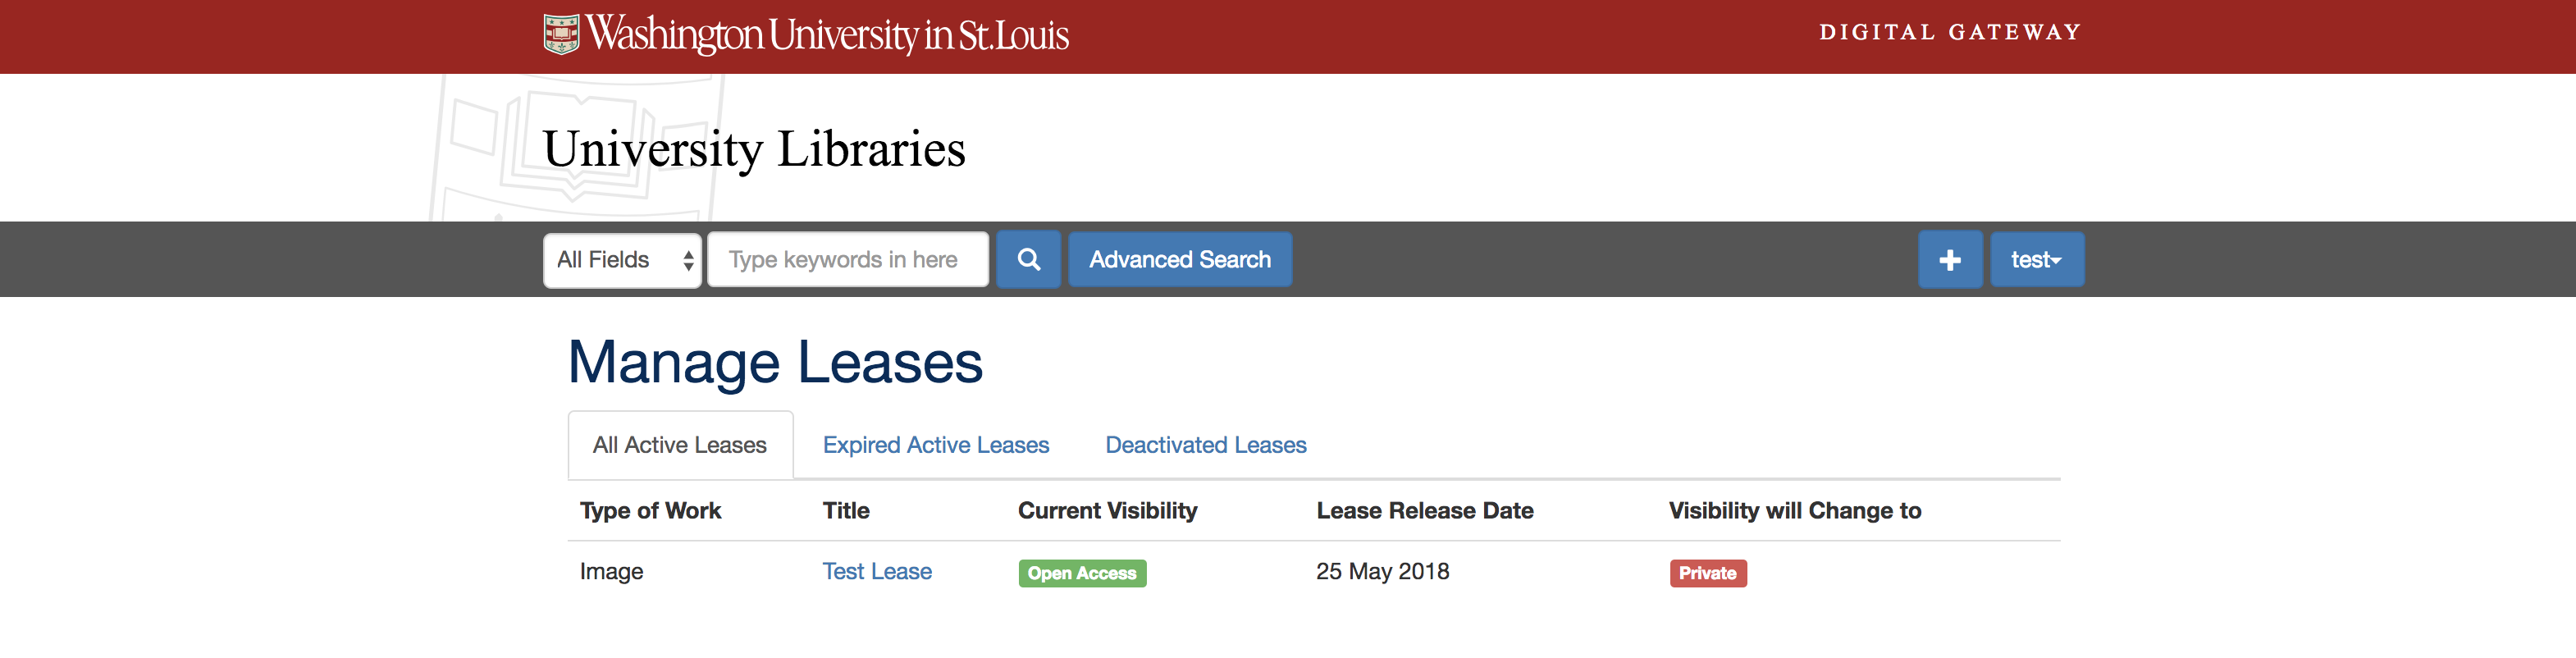 Washington University in St. Louis
DIGITAL GATEWAY
University Libraries
All Fields
Type keywords in here
Advanced Search
test
Manage Leases
All Active Leases
Expired Active Leases
Deactivated Leases
Type of Work Title Current Visibility Lease Release Date Visibility will Change to
Image Test Lease Open Access 25 May 2018 Private